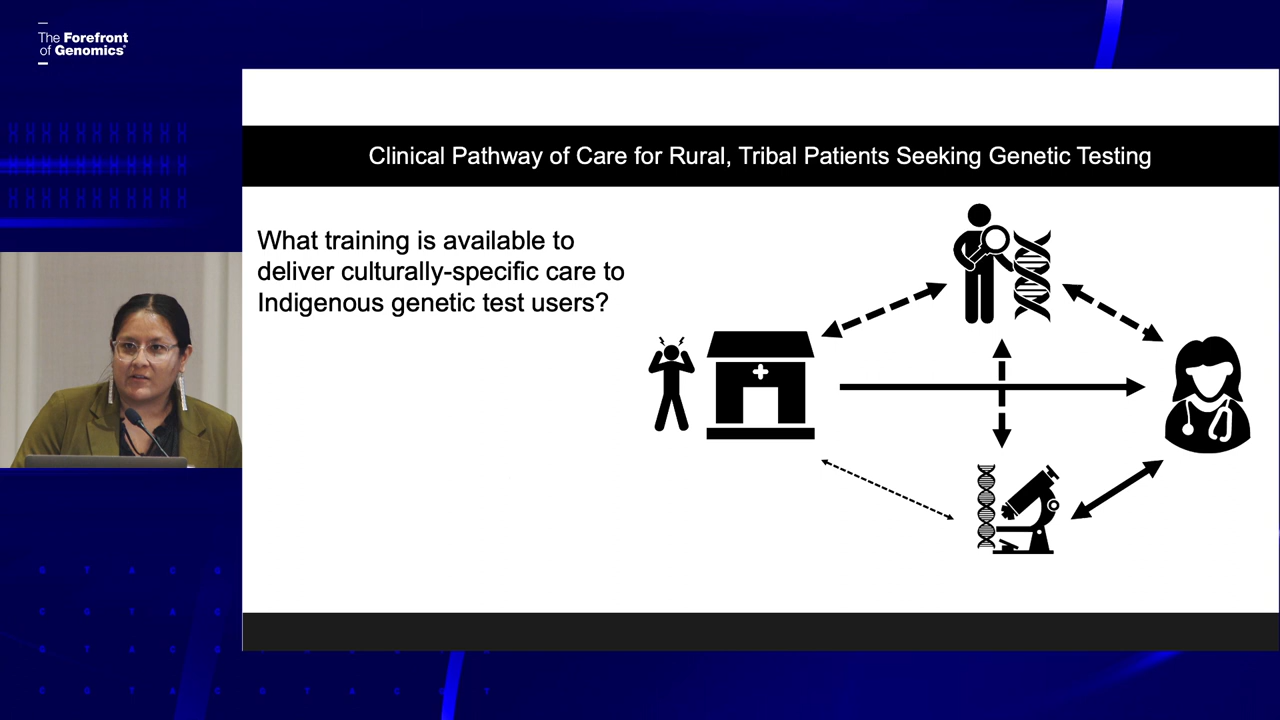 The Forefront
of Genomics®
Clinical Pathway of Care for Rural, Tribal Patients Seeking Genetic Testing
What training is available to
deliver culturally-specific care to
Indigenous genetic test users?
G T A C G
C G T A C
G T A C G G T A C G T
C G T A C G T A C G T